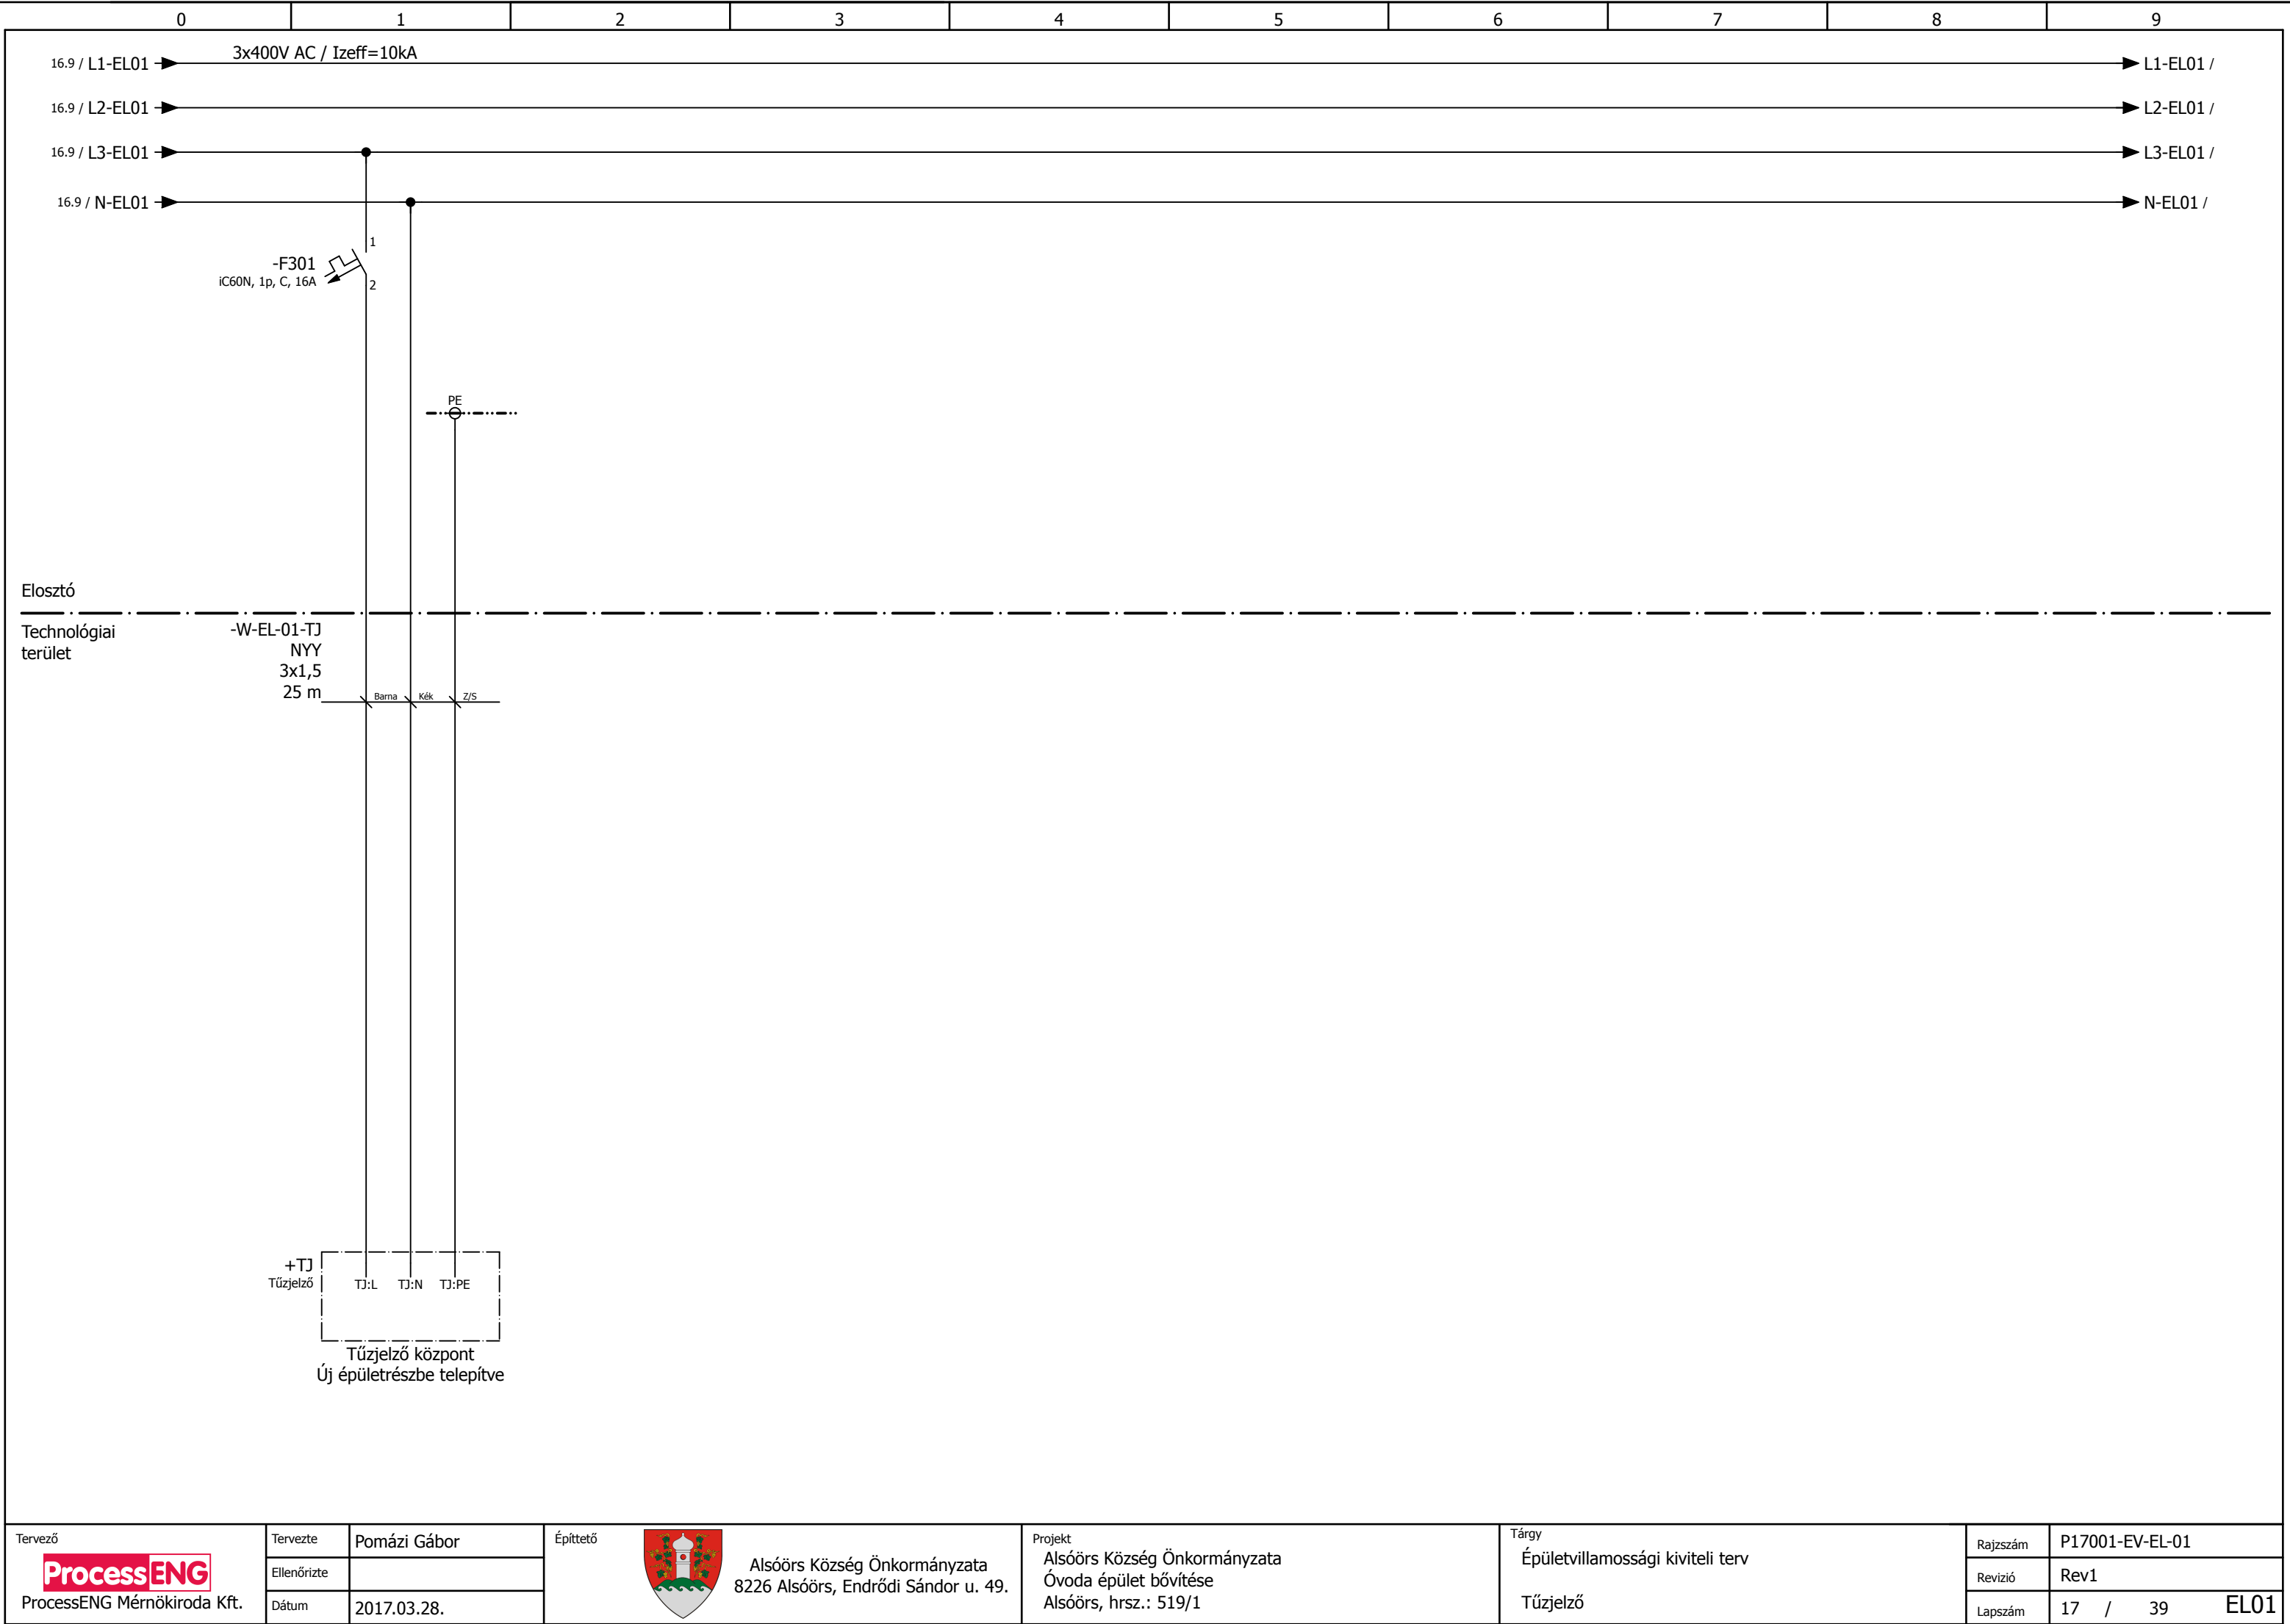 0 1 2 3 4 5 6 7 8 9
3x400V AC / Izeff=10kA
16.9 / L1-EL01 L1-EL01 /
16.9 / L2-EL01 L2-EL01 /
16.9 / L3-EL01 L3-EL01 /
16.9 / N-EL01 N-EL01 /
1
-F301
iC60N, 1p, C, 16A
2
PE
Elosztó
Technológiai
terület
-W-EL-01-TJ
NYY
3x1,5
25 m
Barna Kék Z/S
+TJ
Tűzjelző
TJ:L TJ:N TJ:PE
Tűzjelző központ
Új épületrészbe telepítve
Tervező
ProcessENG
ProcessENG Mérnökiroda Kft.
Tervezte Pomázi Gábor
Ellenőrizte
Dátum 2017.03.28.
Építtető
Alsóörs Község Önkormányzata
8226 Alsóörs, Endrődi Sándor u. 49.
Projekt
Alsóörs Község Önkormányzata
Óvoda épület bővítése
Alsóörs, hrsz.: 519/1
Tárgy
Épületvillamossági kiviteli terv
Tűzjelző
Rajzszám P17001-EV-EL-01
Revizió Rev1
Lapszám 17 / 39 EL01